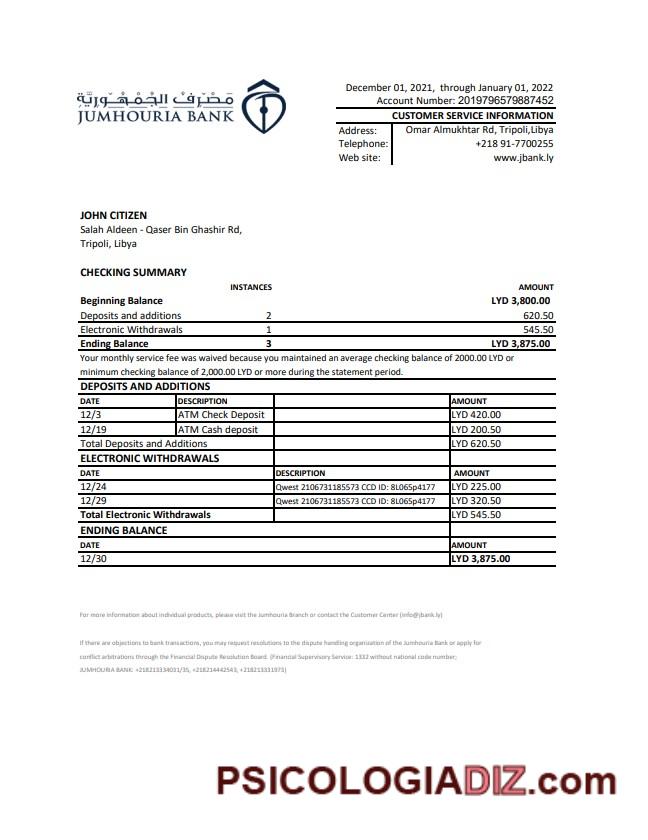 مصرف الجمهورية
JUMHOURIA BANK
December 01, 2021, through January 01, 2022
Account Number: 2019796579887452
CUSTOMER SERVICE INFORMATION
Address: Omar Almukhtar Rd, Tripoli,Libya
Telephone: +218 91-7700255
Web site: www.jbank.ly
JOHN CITIZEN
Salah Aldeen - Qaser Bin Ghashir Rd,
Tripoli, Libya
CHECKING SUMMARY
INSTANCES AMOUNT
Beginning Balance LYD 3,800.00
Deposits and additions 2 620.50
Electronic Withdrawals 1 545.50
Ending Balance 3 LYD 3,875.00
Your monthly service fee was waived because you maintained an average checking balance of 2000.00 LYD or
minimum checking balance of 2,000.00 LYD or more during the statement period.
DEPOSITS AND ADDITIONS
DATE DESCRIPTION AMOUNT
12/3 ATM Check Deposit LYD 420.00
12/19 ATM Cash deposit LYD 200.50
Total Deposits and Additions LYD 620.50
ELECTRONIC WITHDRAWALS
DATE DESCRIPTION AMOUNT
12/24 Qwest 2106731185573 CCD ID: 8L065p4177 LYD 225.00
12/29 Qwest 2106731185573 CCD ID: 8L065p4177 LYD 320.50
Total Electronic Withdrawals LYD 545.50
ENDING BALANCE
DATE AMOUNT
12/30 LYD 3,875.00
For more information about individual products, please visit the Jumhouria Branch or contact the Customer Center (info@jbank.ly)
If there are objections to bank transactions, you may request resolutions to the dispute handling organization of the Jumhouria Bank or apply for
conflict arbitrations through the Financial Dispute Resolution Board. (Financial Supervisory Service: 1332 without national code number;
JUMHOURIA BANK: +218213334031/35, +218214442543, +218213331973)
PSICOLOGIADIZ.com